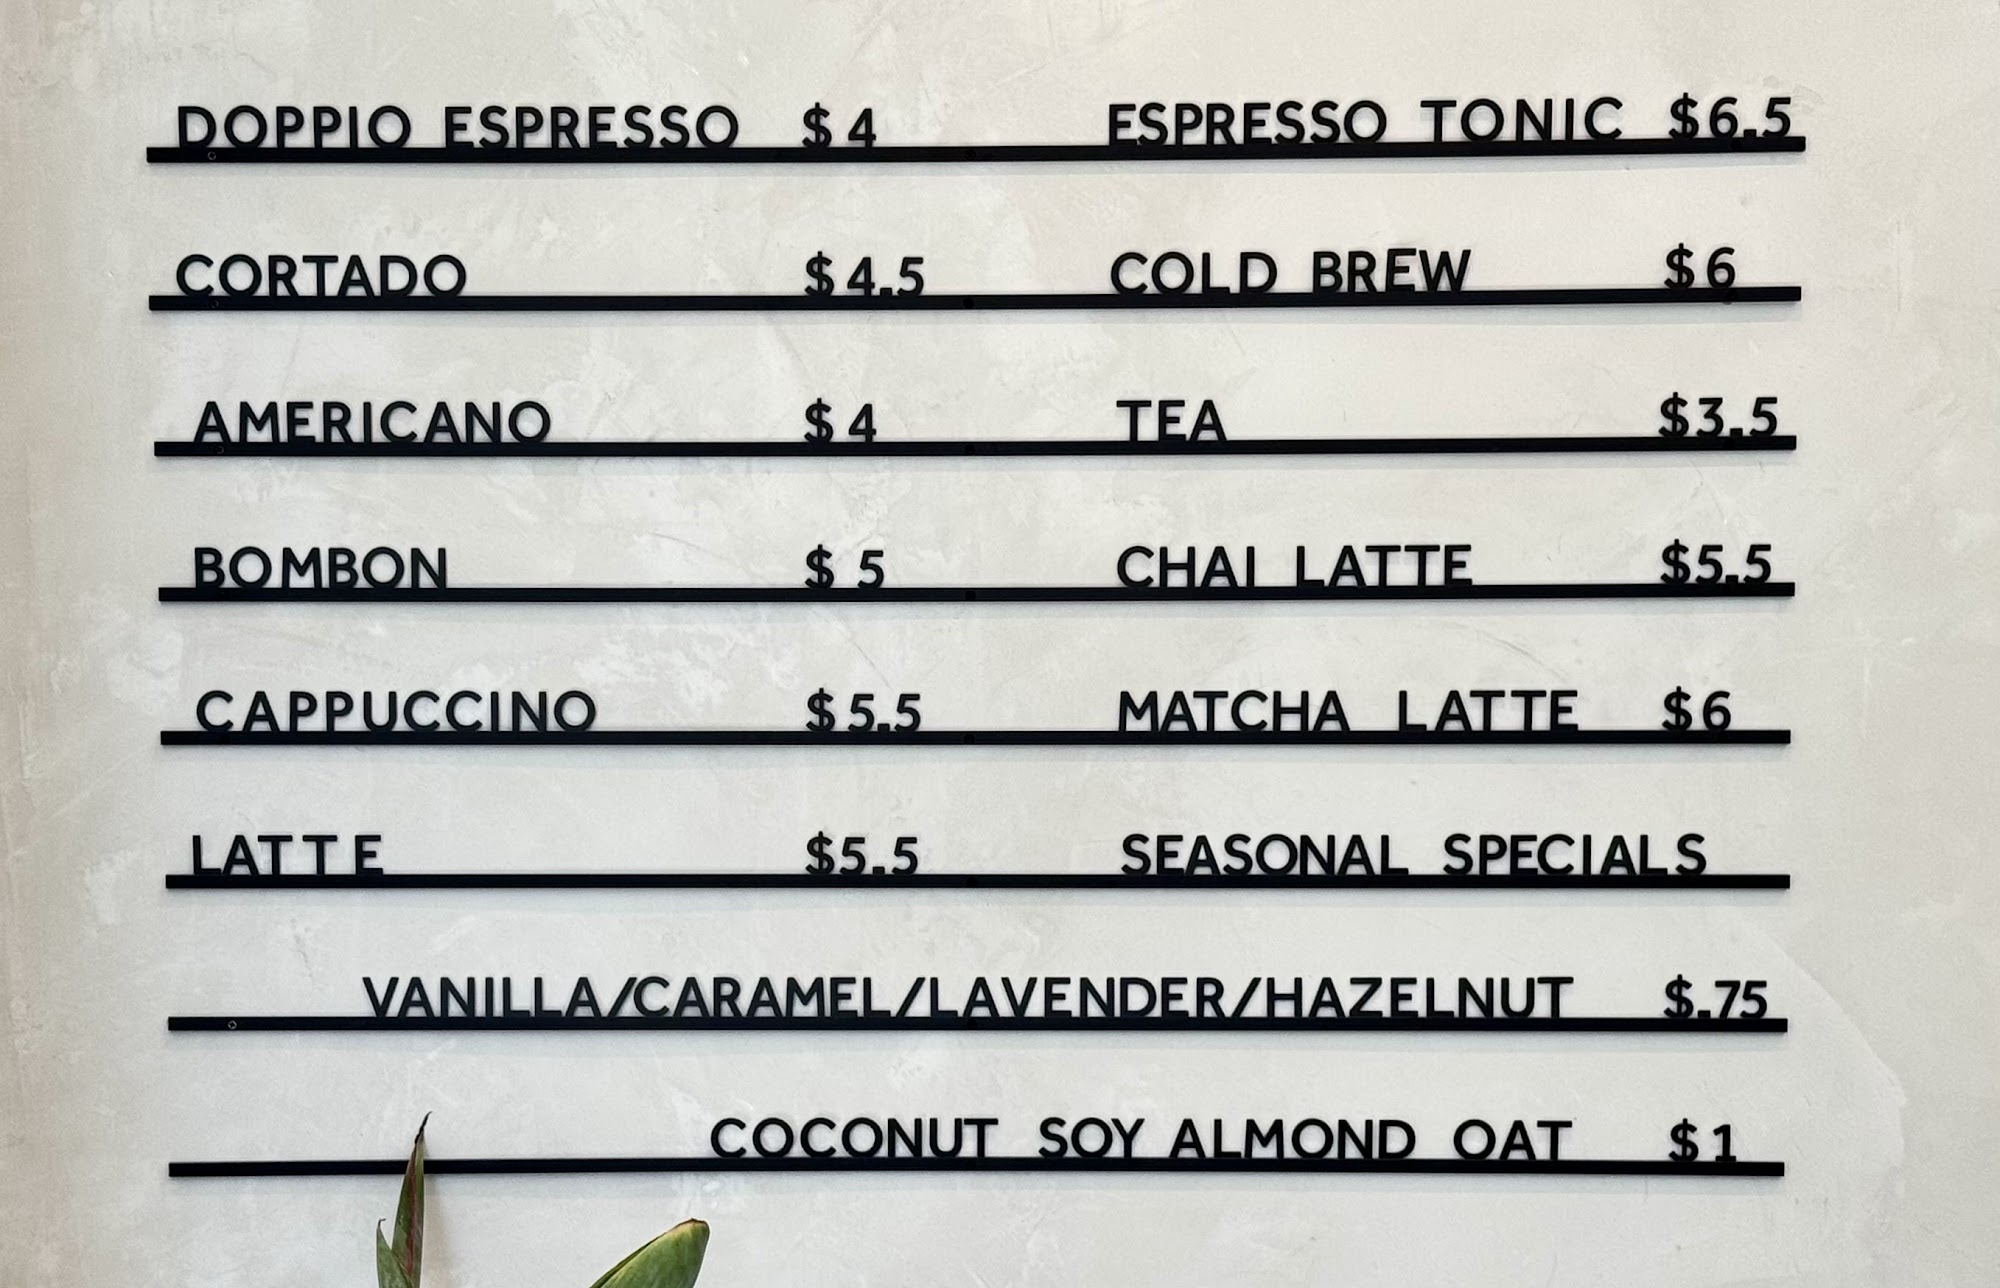 DOPPIO ESPRESSO $4 ESPRESSO TONIC $6.5
CORTADO $4.5 COLD BREW $6
AMERICANO $4 TEA $3.5
BOMBON $5 CHAI LATTE $5.5
CAPPUCCINO $5.5 MATCHA LATTE $6
LATTE $5.5 SEASONAL SPECIALS
VANILLA/CARAMEL/LAVENDER/HAZELNUT $.75
COCONUT SOY ALMOND OAT $1